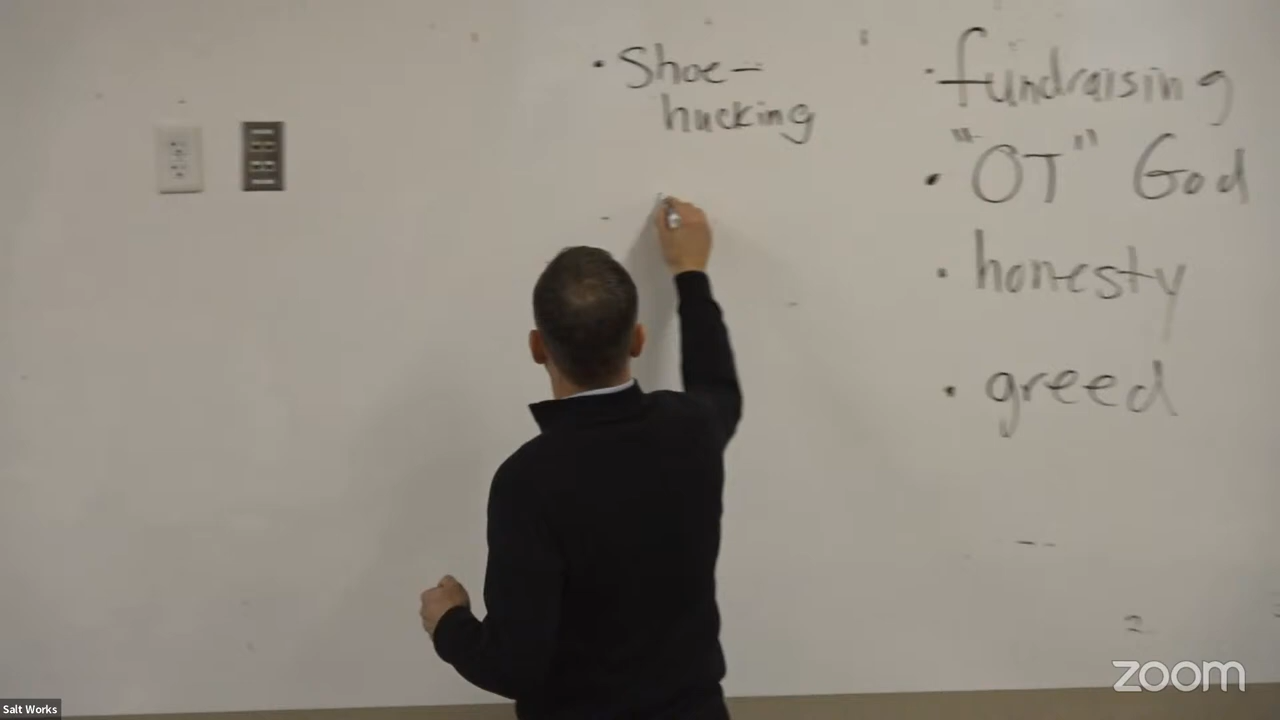 • Shoe-
hucking
• fundraising
• "OT" God
• honesty
• greed
zoom
Salt Works